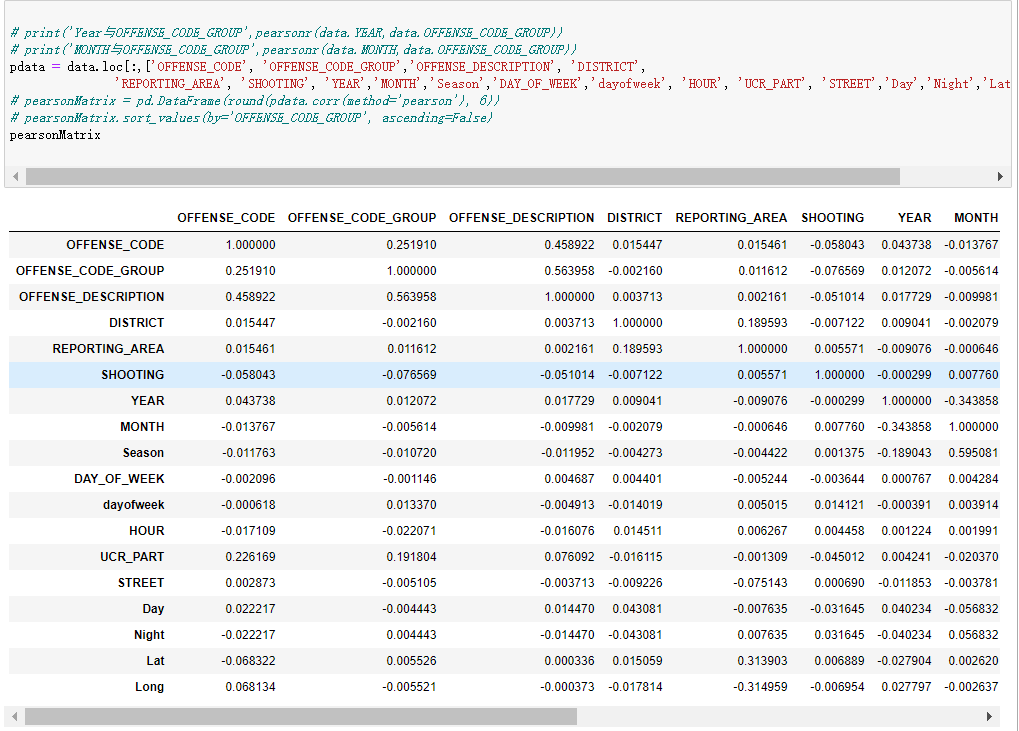 # print('Year与OFFENSE_CODE_GROUP',pearsonr(data.YEAR,data.OFFENSE_CODE_GROUP))
# print('MONTH与OFFENSE_CODE_GROUP',pearsonr(data.MONTH,data.OFFENSE_CODE_GROUP))
pdata = data.loc[:,['OFFENSE_CODE', 'OFFENSE_CODE_GROUP','OFFENSE_DESCRIPTION', 'DISTRICT',
'REPORTING_AREA', 'SHOOTING', 'YEAR','MONTH','Season','DAY_OF_WEEK','dayofweek', 'HOUR', 'UCR_PART', 'STREET','Day','Night','Lat
# pearsonMatrix = pd.DataFrame(round(pdata.corr(method='pearson'), 6))
# pearsonMatrix.sort_values(by='OFFENSE_CODE_GROUP', ascending=False)
pearsonMatrix
OFFENSE_CODE OFFENSE_CODE_GROUP OFFENSE_DESCRIPTION DISTRICT REPORTING_AREA SHOOTING YEAR MONTH
OFFENSE_CODE 1.000000 0.251910 0.458922 0.015447 0.015461 -0.058043 0.043738 -0.013767
OFFENSE_CODE_GROUP 0.251910 1.000000 0.563958 -0.002160 0.011612 -0.076569 0.012072 -0.005614
OFFENSE_DESCRIPTION 0.458922 0.563958 1.000000 0.003713 0.002161 -0.051014 0.017729 -0.009981
DISTRICT 0.015447 -0.002160 0.003713 1.000000 0.189593 -0.007122 0.009041 -0.002079
REPORTING_AREA 0.015461 0.011612 0.002161 0.189593 1.000000 0.005571 -0.009076 -0.000646
SHOOTING -0.058043 -0.076569 -0.051014 -0.007122 0.005571 1.000000 -0.000299 0.007760
YEAR 0.043738 0.012072 0.017729 0.009041 -0.009076 -0.000299 1.000000 -0.343858
MONTH -0.013767 -0.005614 -0.009981 -0.002079 -0.000646 0.007760 -0.343858 1.000000
Season -0.011763 -0.010720 -0.011952 -0.004273 -0.004422 0.001375 -0.189043 0.595081
DAY_OF_WEEK -0.002096 -0.001146 0.004687 0.004401 -0.005244 -0.003644 0.000767 0.004284
dayofweek -0.000618 0.013370 -0.004913 -0.014019 0.005015 0.014121 -0.000391 0.003914
HOUR -0.017109 -0.022071 -0.016076 0.014511 0.006267 0.004458 0.001224 0.001991
UCR_PART 0.226169 0.191804 0.076092 -0.016115 -0.001309 -0.045012 0.004241 -0.020370
STREET 0.002873 -0.005105 -0.003713 -0.009226 -0.075143 0.000690 -0.011853 -0.003781
Day 0.022217 -0.004443 0.014470 0.043081 -0.007635 -0.031645 0.040234 -0.056832
Night -0.022217 0.004443 -0.014470 -0.043081 0.007635 0.031645 -0.040234 0.056832
Lat -0.068322 0.005526 0.000336 0.015059 0.313903 0.006889 -0.027904 0.002620
Long 0.068134 -0.005521 -0.000373 -0.017814 -0.314959 -0.006954 0.027797 -0.002637